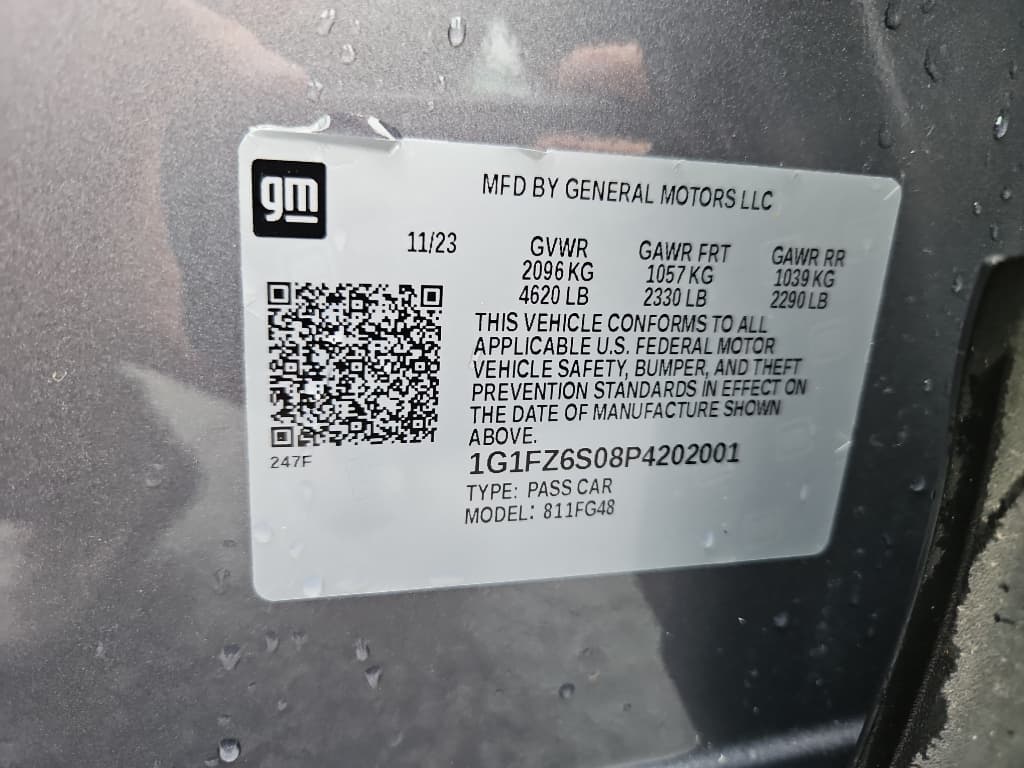 gm
MFD BY GENERAL MOTORS LLC
11/23
GVWR GAWR FRT GAWR RR
2096 KG 1057 KG 1039 KG
4620 LB 2330 LB 2290 LB
THIS VEHICLE CONFORMS TO ALL
APPLICABLE U.S. FEDERAL MOTOR
VEHICLE SAFETY, BUMPER, AND THEFT
PREVENTION STANDARDS IN EFFECT ON
THE DATE OF MANUFACTURE SHOWN
ABOVE.
247F
1G1FZ6S08P4202001
TYPE: PASS CAR
MODEL: 811FG48